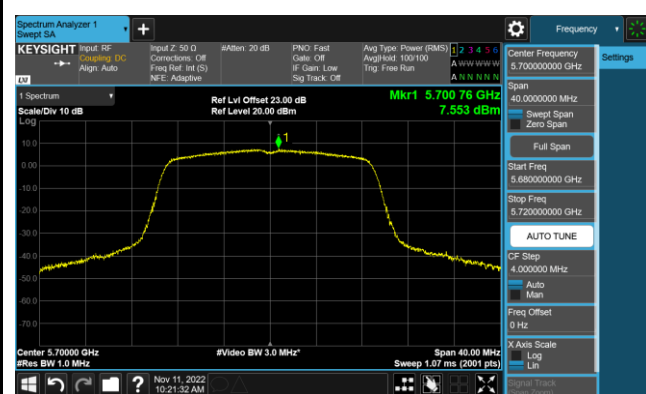 Spectrum Analyzer 1
Swept SA
+
Frequency
KEYSIGHT
Input: RF
Coupling: DC
Align: Auto
Input Z: 50 Ω
Corrections: Off
Freq Ref: Int (S)
NFE: Adaptive
#Atten: 20 dB
PNO: Fast
Gate: Off
IF Gain: Low
Sig Track: Off
Avg Type: Power (RMS)
Avg|Hold: 100/100
Trig: Free Run
1 2 3 4 5 6
A W W W W W
A N N N N N
LXI
1 Spectrum
Scale/Div 10 dB
Log
Ref Lvl Offset 23.00 dB
Ref Level 20.00 dBm
Mkr1 5.700 76 GHz
7.553 dBm
1
10.0
0.00
-10.0
-20.0
-30.0
-40.0
-50.0
-60.0
-70.0
Center 5.70000 GHz
#Res BW 1.0 MHz
#Video BW 3.0 MHz*
Span 40.00 MHz
Sweep 1.07 ms (2001 pts)
?
Nov 11, 2022
10:21:32 AM
Center Frequency
5.700000000 GHz
Settings
Span
40.0000000 MHz
Swept Span
Zero Span
Full Span
Start Freq
5.680000000 GHz
Stop Freq
5.720000000 GHz
AUTO TUNE
CF Step
4.000000 MHz
Auto
Man
Freq Offset
0 Hz
X Axis Scale
Log
Lin
Signal Track
(Span Zoom)